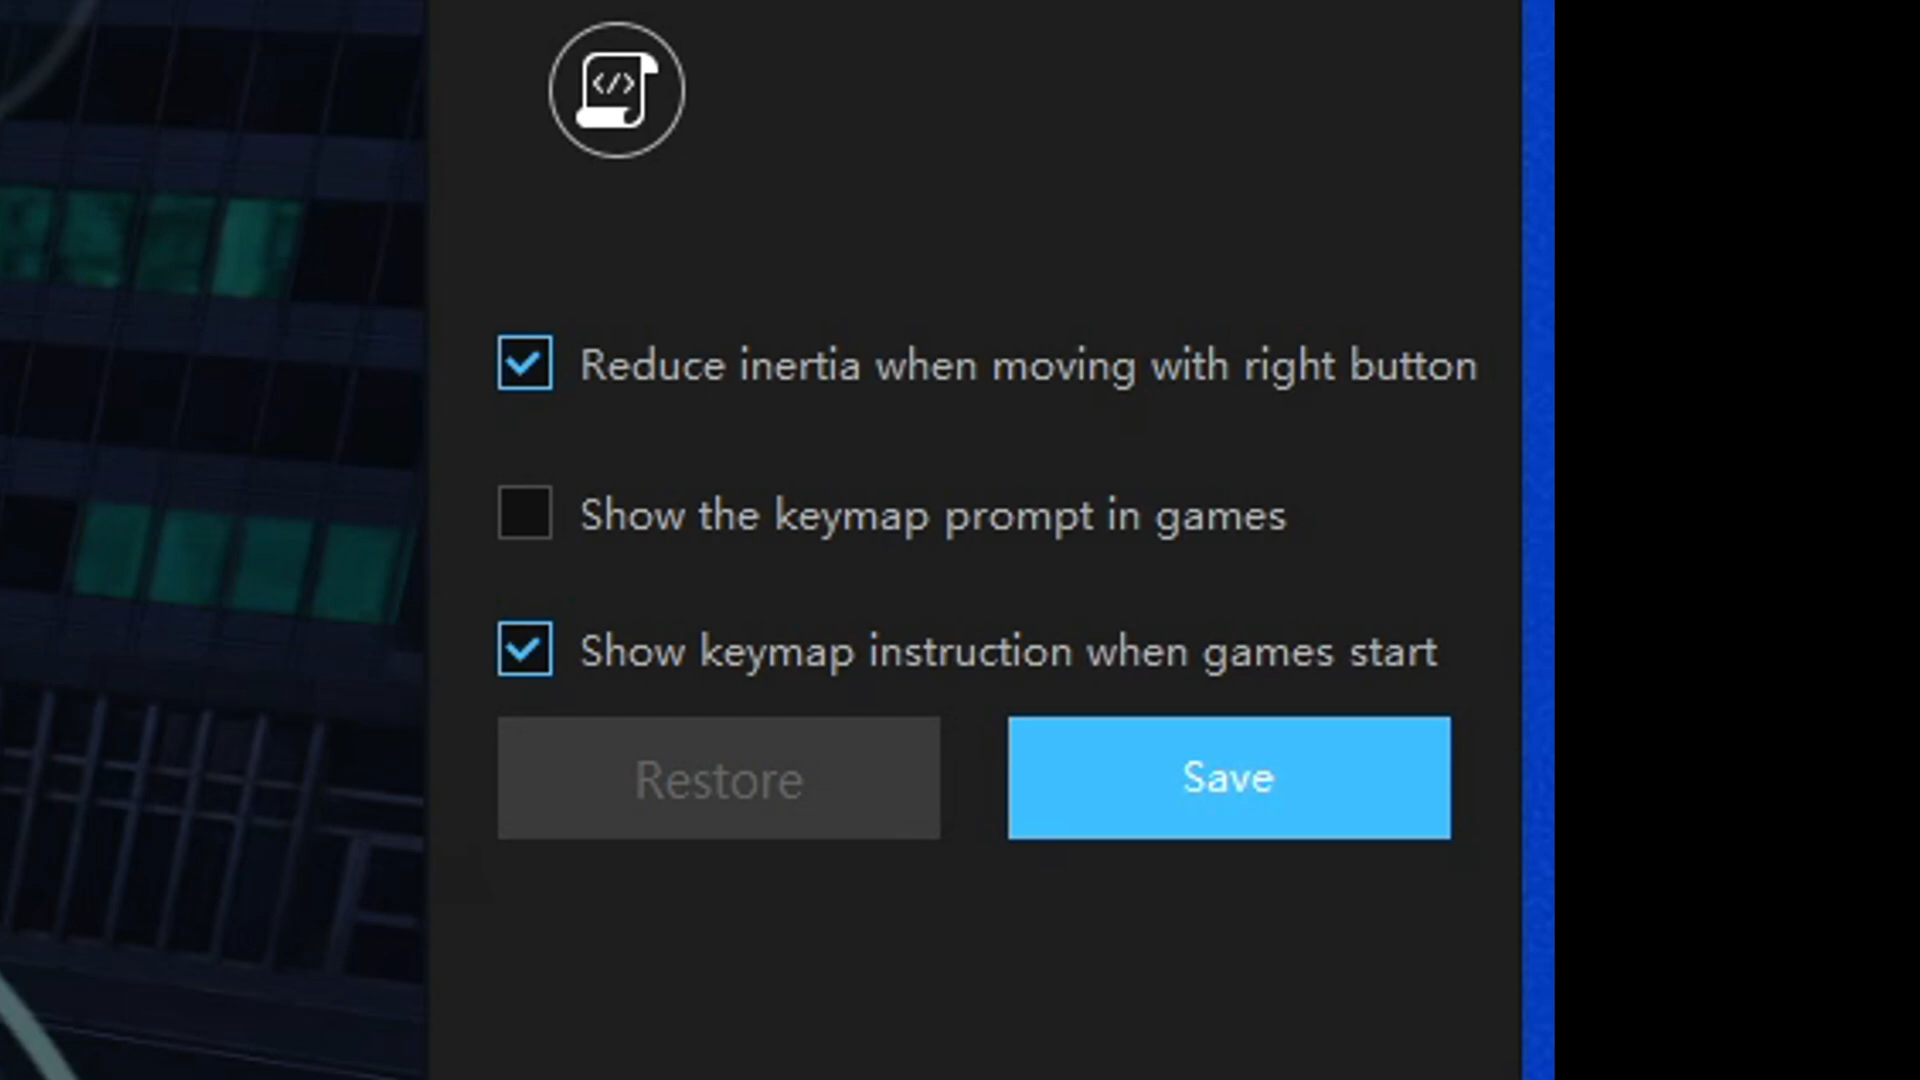 </>
Reduce inertia when moving with right button
Show the keymap prompt in games
Show keymap instruction when games start
Restore
Save